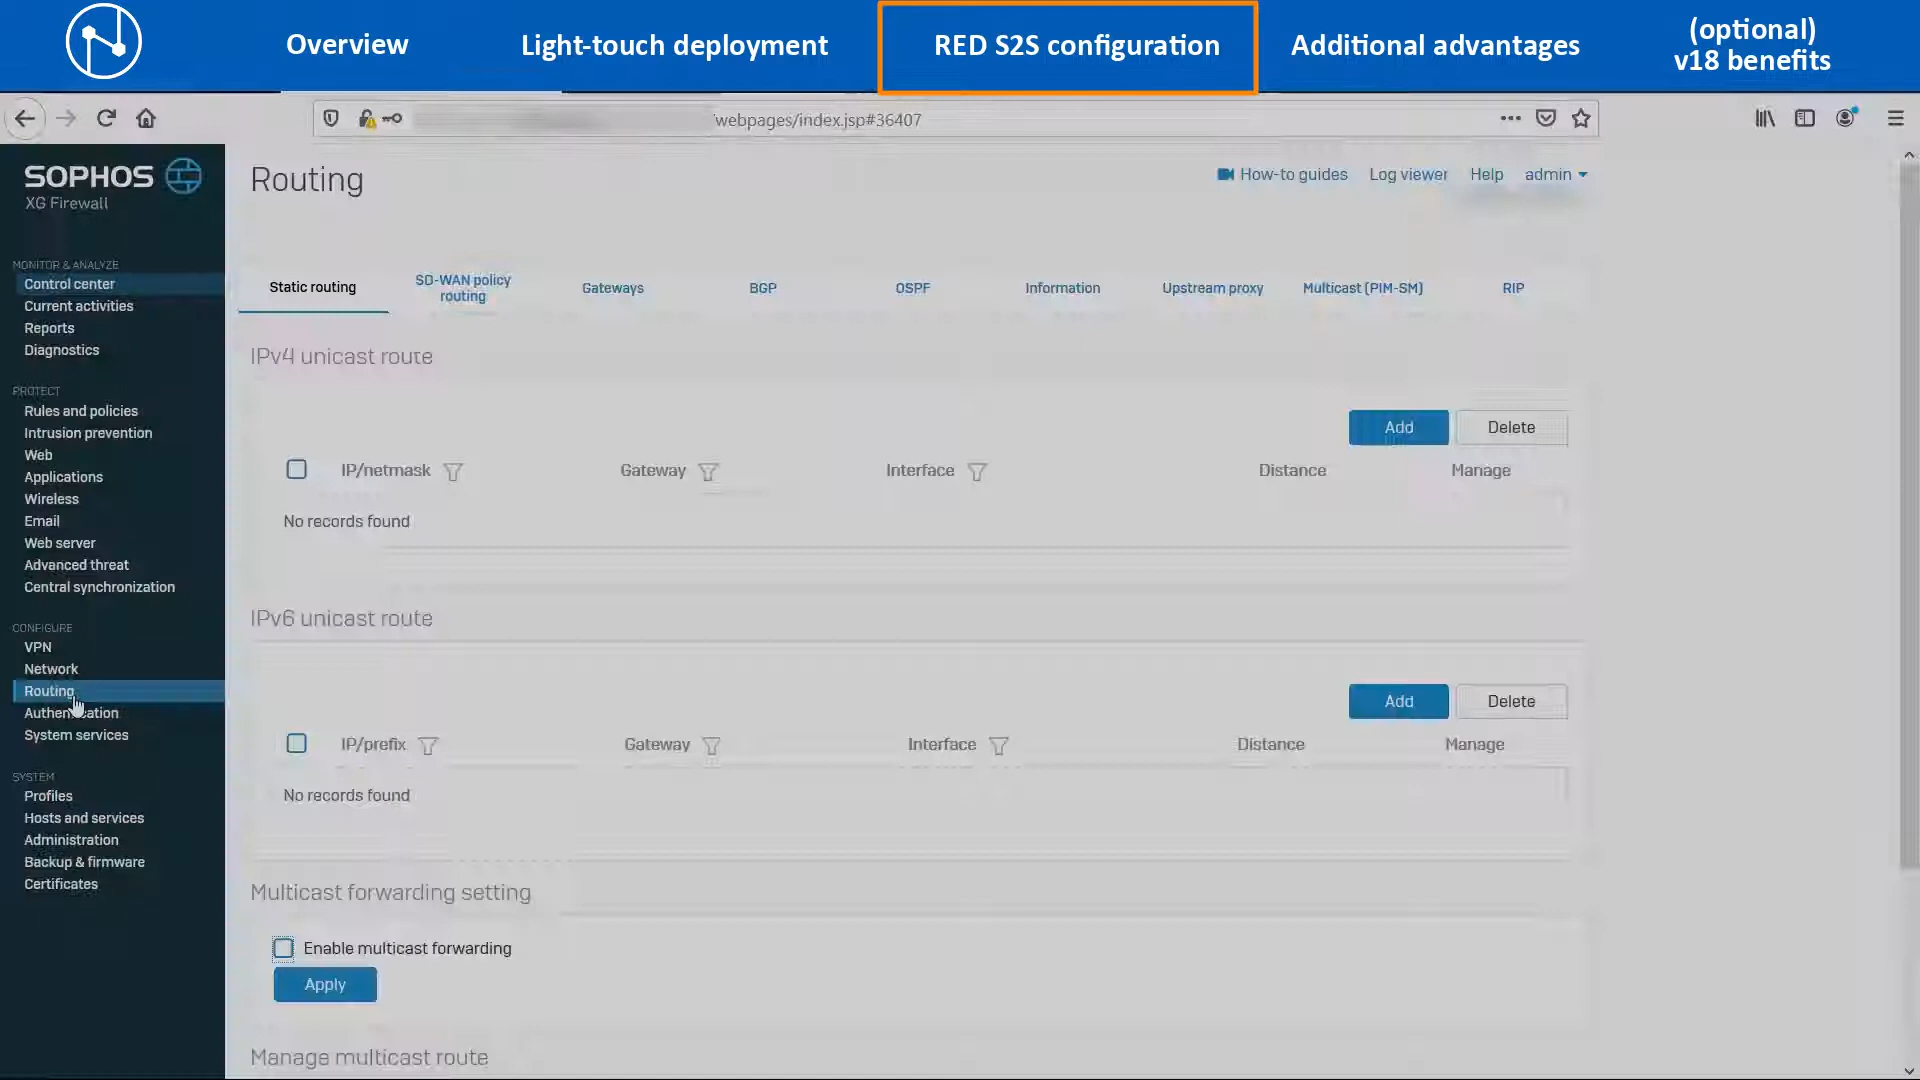 Overview
Light-touch deployment
RED S2S configuration
Additional advantages
(optional)
v18 benefits
webpages/index.jsp#36407
SOPHOS
XG Firewall
Routing
How-to guides
Log viewer
Help
admin
MONITOR & ANALYZE
Control center
Current activities
Reports
Diagnostics
PROTECT
Rules and policies
Intrusion prevention
Web
Applications
Wireless
Email
Web server
Advanced threat
Central synchronization
CONFIGURE
VPN
Network
Routing
Authentication
System services
SYSTEM
Profiles
Hosts and services
Administration
Backup & firmware
Certificates
Static routing
SD-WAN policy
routing
Gateways
BGP
OSPF
Information
Upstream proxy
Multicast (PIM-SM)
RIP
IPv4 unicast route
Add
Delete
IP/netmask
Gateway
Interface
Distance
Manage
No records found
IPv6 unicast route
Add
Delete
IP/prefix
Gateway
Interface
Distance
Manage
No records found
Multicast forwarding setting
Enable multicast forwarding
Apply
Manage multicast route